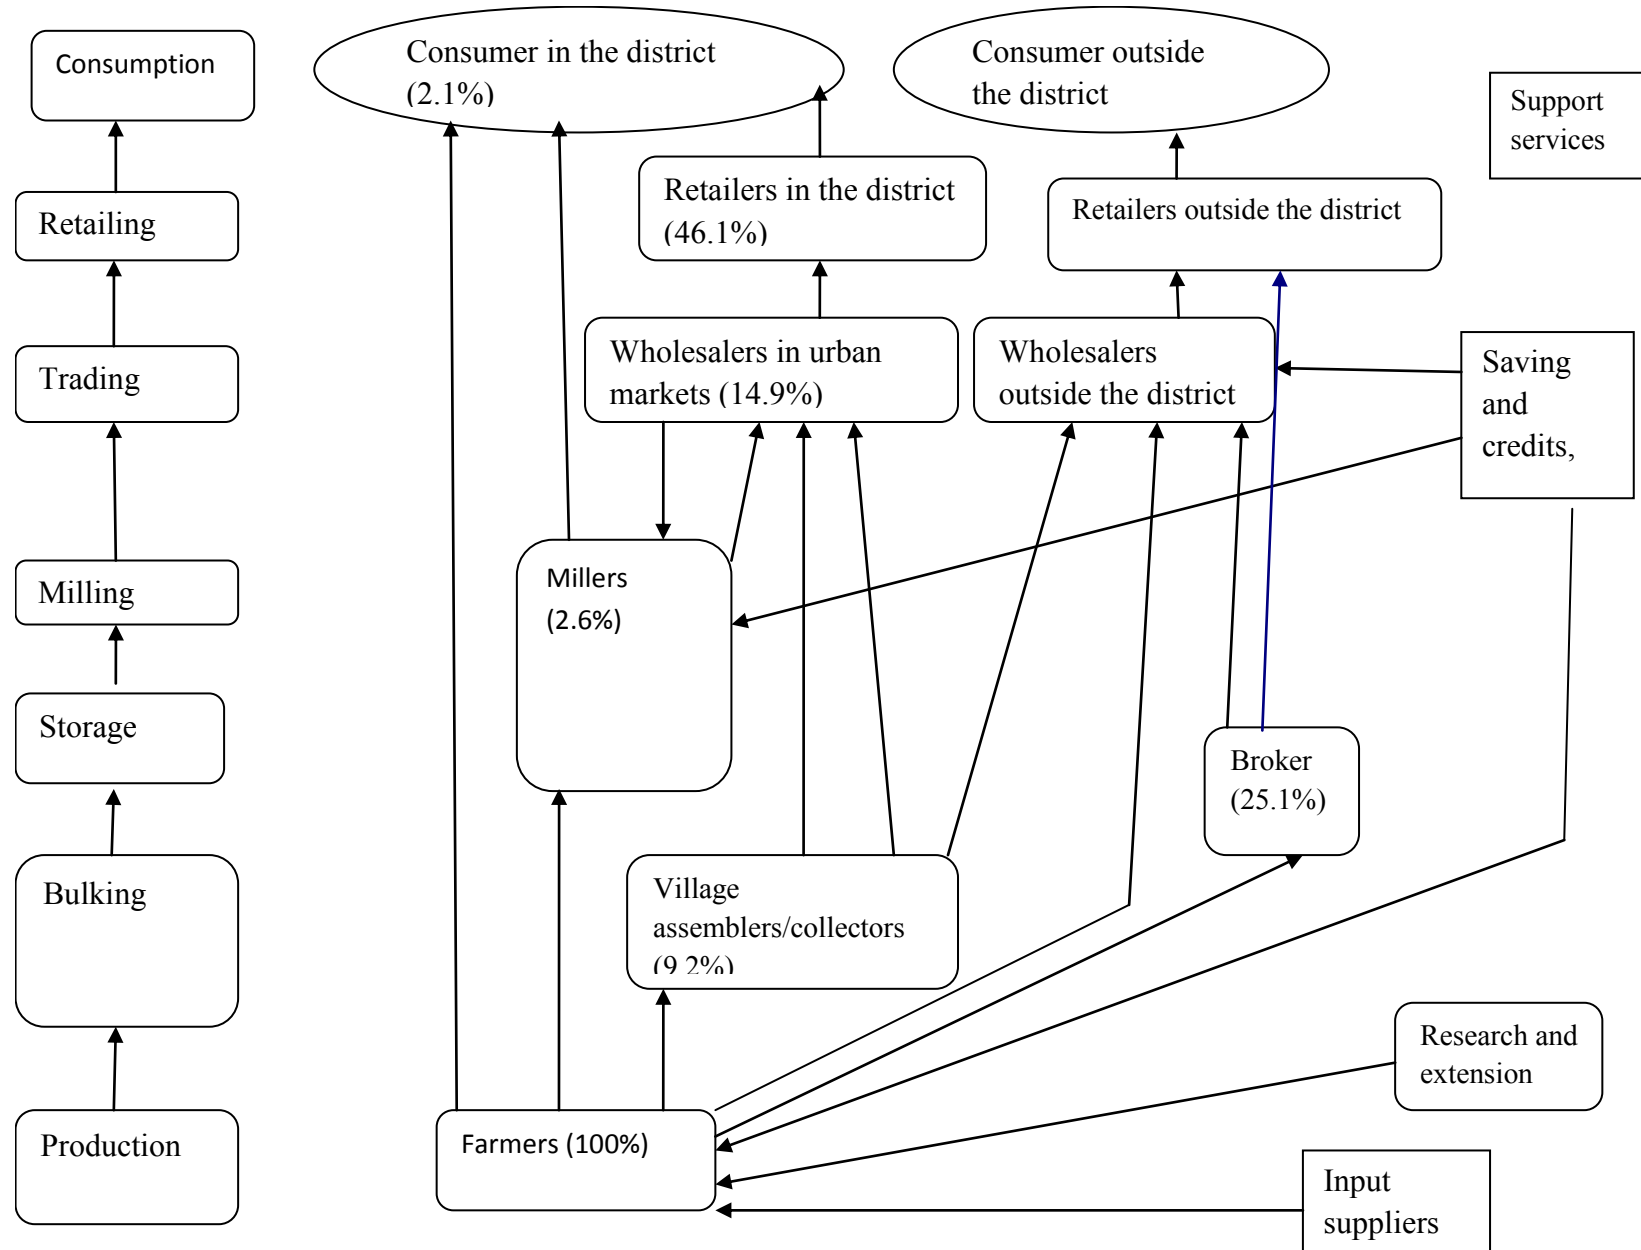 Consumption
Consumer in the district
(2.1%)
Consumer outside
the district
Support
services
Retailing
Retailers in the district
(46.1%)
Retailers outside the district
Trading
Wholesalers in urban
markets (14.9%)
Wholesalers
outside the district
Saving
and
credits,
Milling
Millers
(2.6%)
Storage
Broker
(25.1%)
Bulking
Village
assemblers/collectors
(9.2%)
Research and
extension
Production
Farmers (100%)
Input
suppliers